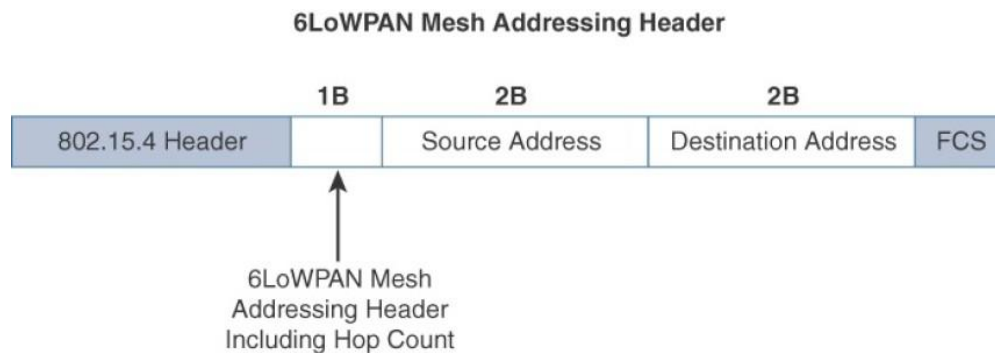 6LoWPAN Mesh Addressing Header
1B 2B 2B
802.15.4 Header Source Address Destination Address FCS
6LoWPAN Mesh
Addressing Header
Including Hop Count